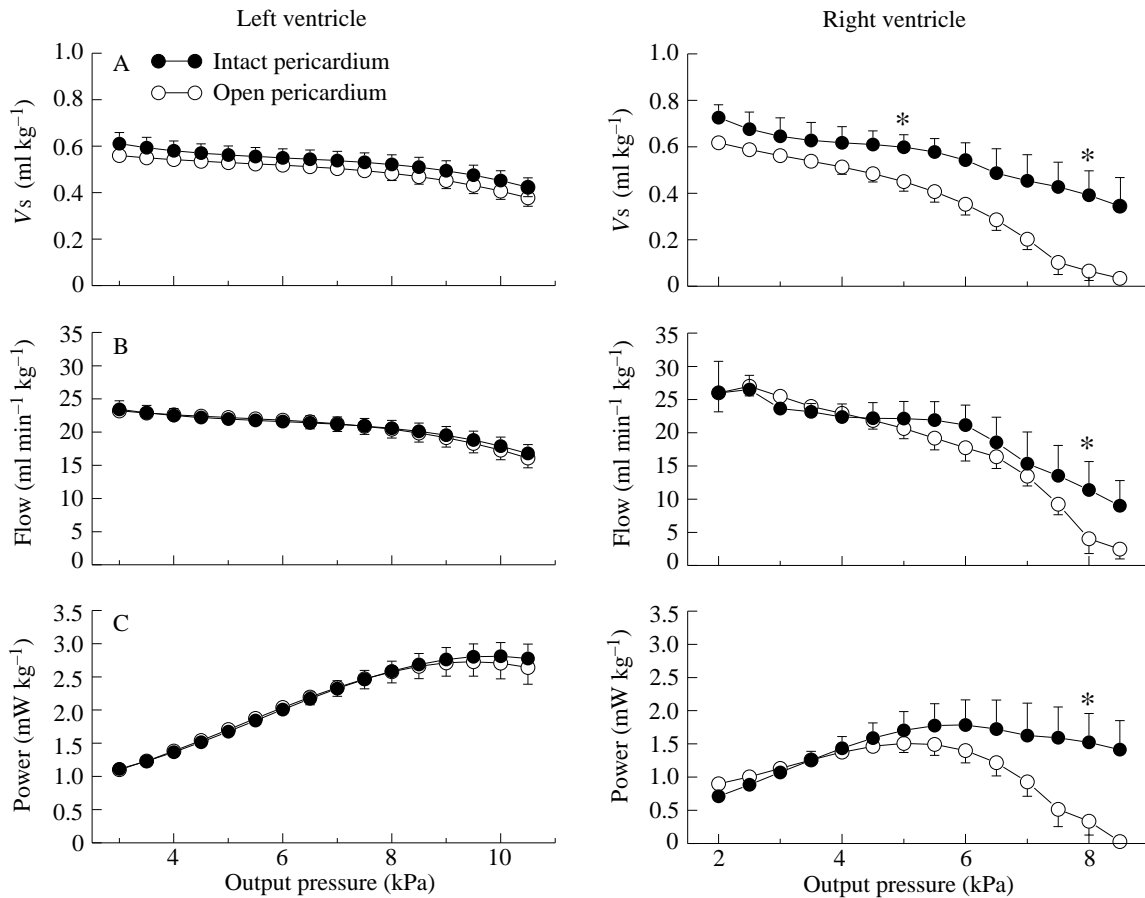 Left ventricle
Right ventricle
A
Intact pericardium
Open pericardium
1.0
0.8
0.6
0.4
0.2
0
Vs (ml kg−1)
1.0
0.8
0.6
0.4
0.2
0
Vs (ml kg−1)
*
*
B
35
30
25
20
15
10
5
0
Flow (ml min−1 kg−1)
35
30
25
20
15
10
5
0
Flow (ml min−1 kg−1)
*
C
3.5
3.0
2.5
2.0
1.5
1.0
0.5
0
Power (mW kg−1)
4 6 8 10
Output pressure (kPa)
3.5
3.0
2.5
2.0
1.5
1.0
0.5
0
Power (mW kg−1)
*
2 4 6 8
Output pressure (kPa)